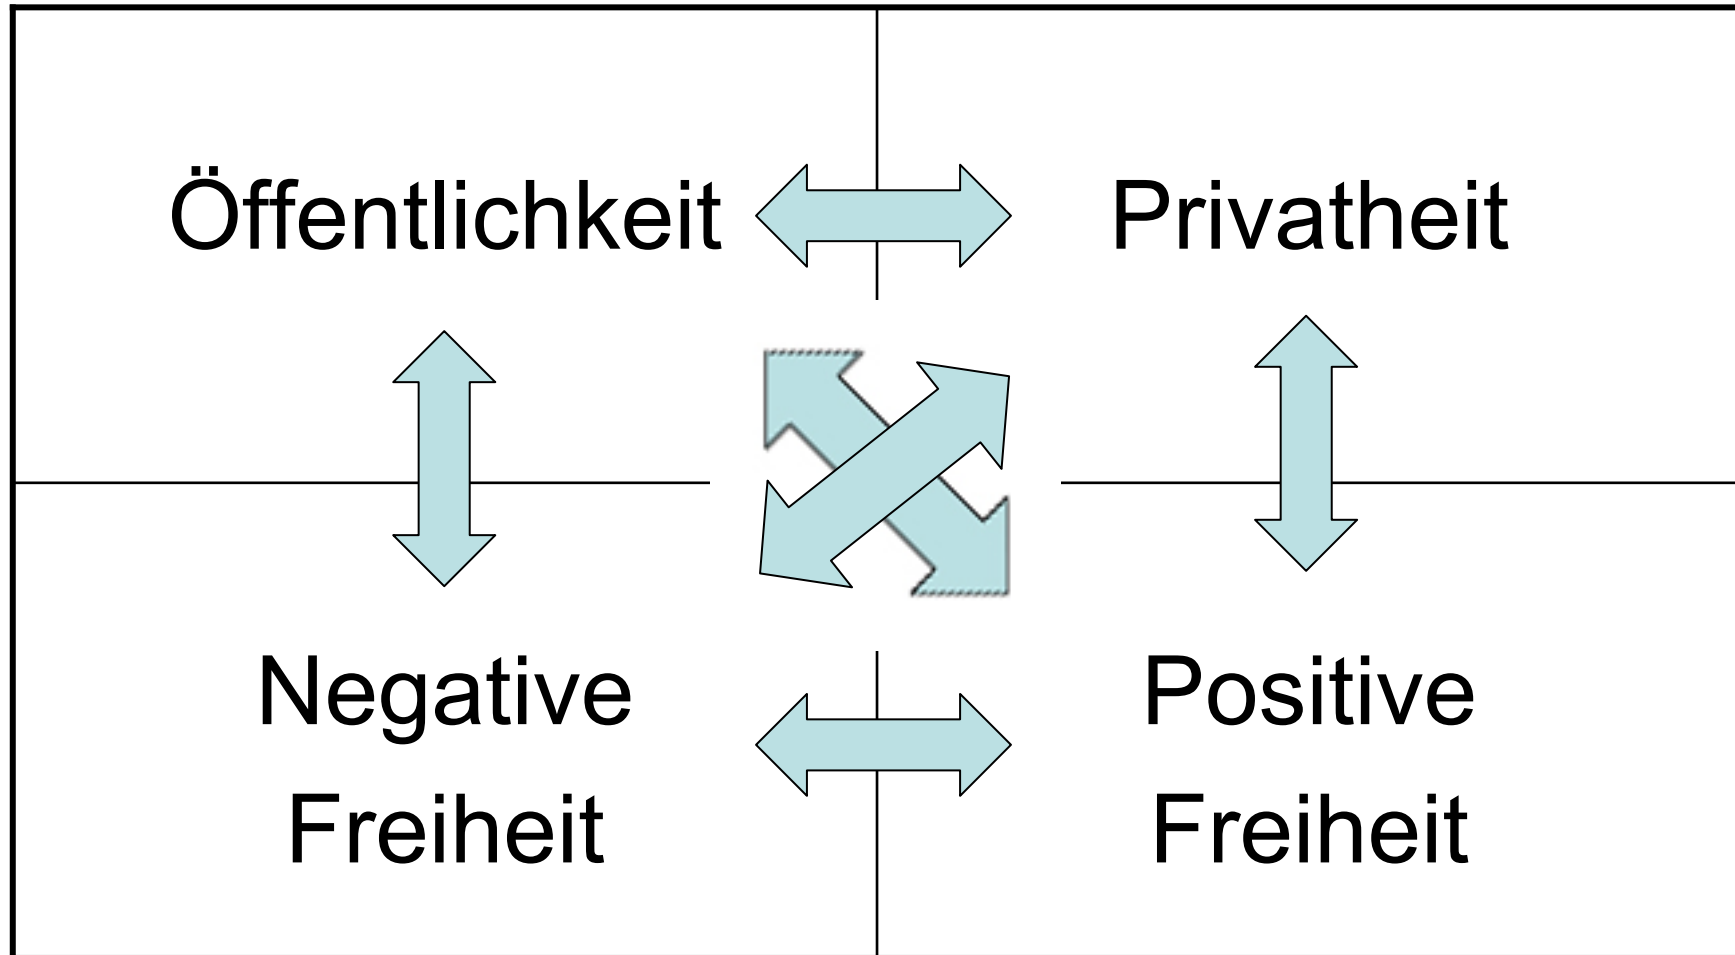 Öffentlichkeit
Privatheit
Negative
Freiheit
Positive
Freiheit